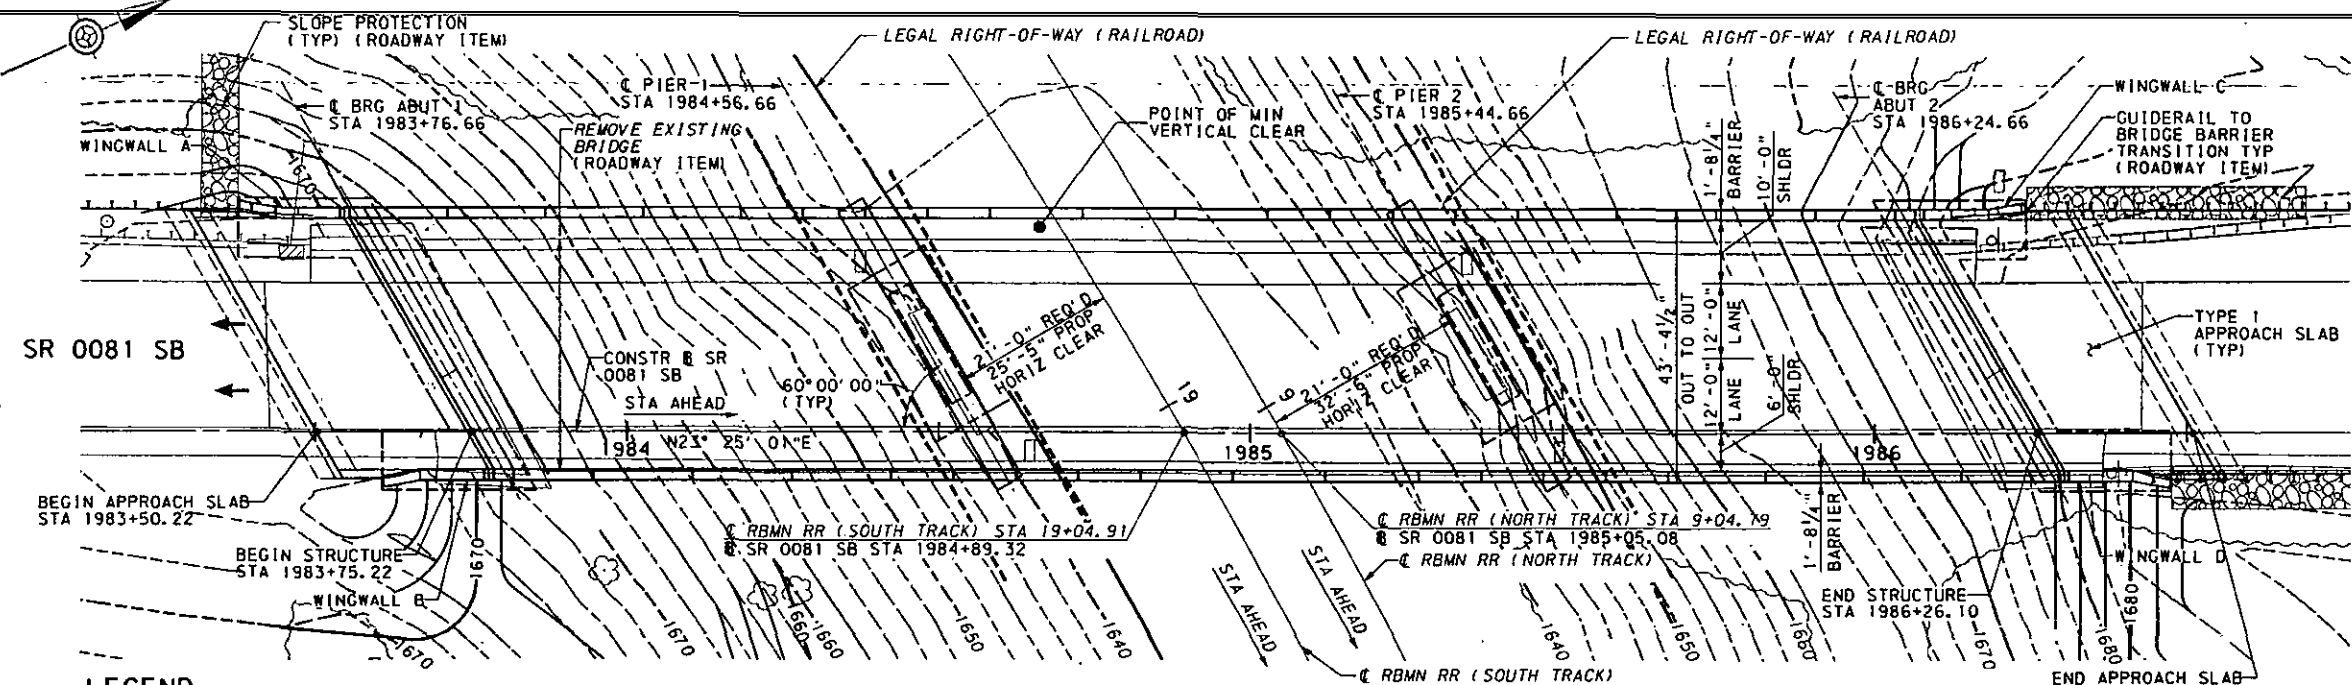 SLOPE PROTECTION
(TYP) (ROADWAY ITEM)
LEGAL RIGHT-OF-WAY (RAILROAD)
LEGAL RIGHT-OF-WAY (RAILROAD)
℄ BRG ABUT 1
STA 1983+76.66
℄ PIER 1
STA 1984+56.66
REMOVE EXISTING
BRIDGE
(ROADWAY ITEM)
POINT OF MIN
VERTICAL CLEAR
℄ PIER 2
STA 1985+44.66
℄ BRG
ABUT 2
STA 1986+24.66
WINGWALL C
GUIDERAIL TO
BRIDGE BARRIER
TRANSITION TYP
(ROADWAY ITEM)
WINGWALL A
1670
1'-8¼"
BARRIER
10'-0"
SHLDR
SR 0081 SB
CONSTR B SR
0081 SB
STA AHEAD
N23° 25' 01"E
60°00'00"
(TYP)
21'-0" REQ'D
25'-5" PROP
HORIZ CLEAR
21'-0" REQ'D
32'-6" PROP
HORIZ CLEAR
19
9
43'-4½"
OUT TO OUT
12'-0"
LANE
12'-0"
LANE
6'-0"
SHLDR
TYPE 1
APPROACH SLAB
(TYP)
1984
1985
1986
BEGIN APPROACH SLAB
STA 1983+50.22
BEGIN STRUCTURE
STA 1983+75.22
WINGWALL B
1670
℄ RBMN RR (SOUTH TRACK) STA 19+04.91
B SR 0081 SB STA 1984+89.32
℄ RBMN RR (NORTH TRACK) STA 9+04.79
B SR 0081 SB STA 1985+05.08
℄ RBMN RR (NORTH TRACK)
STA AHEAD
STA AHEAD
1'-8¼"
BARRIER
WINGWALL D
END STRUCTURE
STA 1986+26.10
1680
1670
1670
1660
1660
1650
1640
1640
1650
1660
1670
1680
℄ RBMN RR (SOUTH TRACK)
END APPROACH SLAB
LEGEND